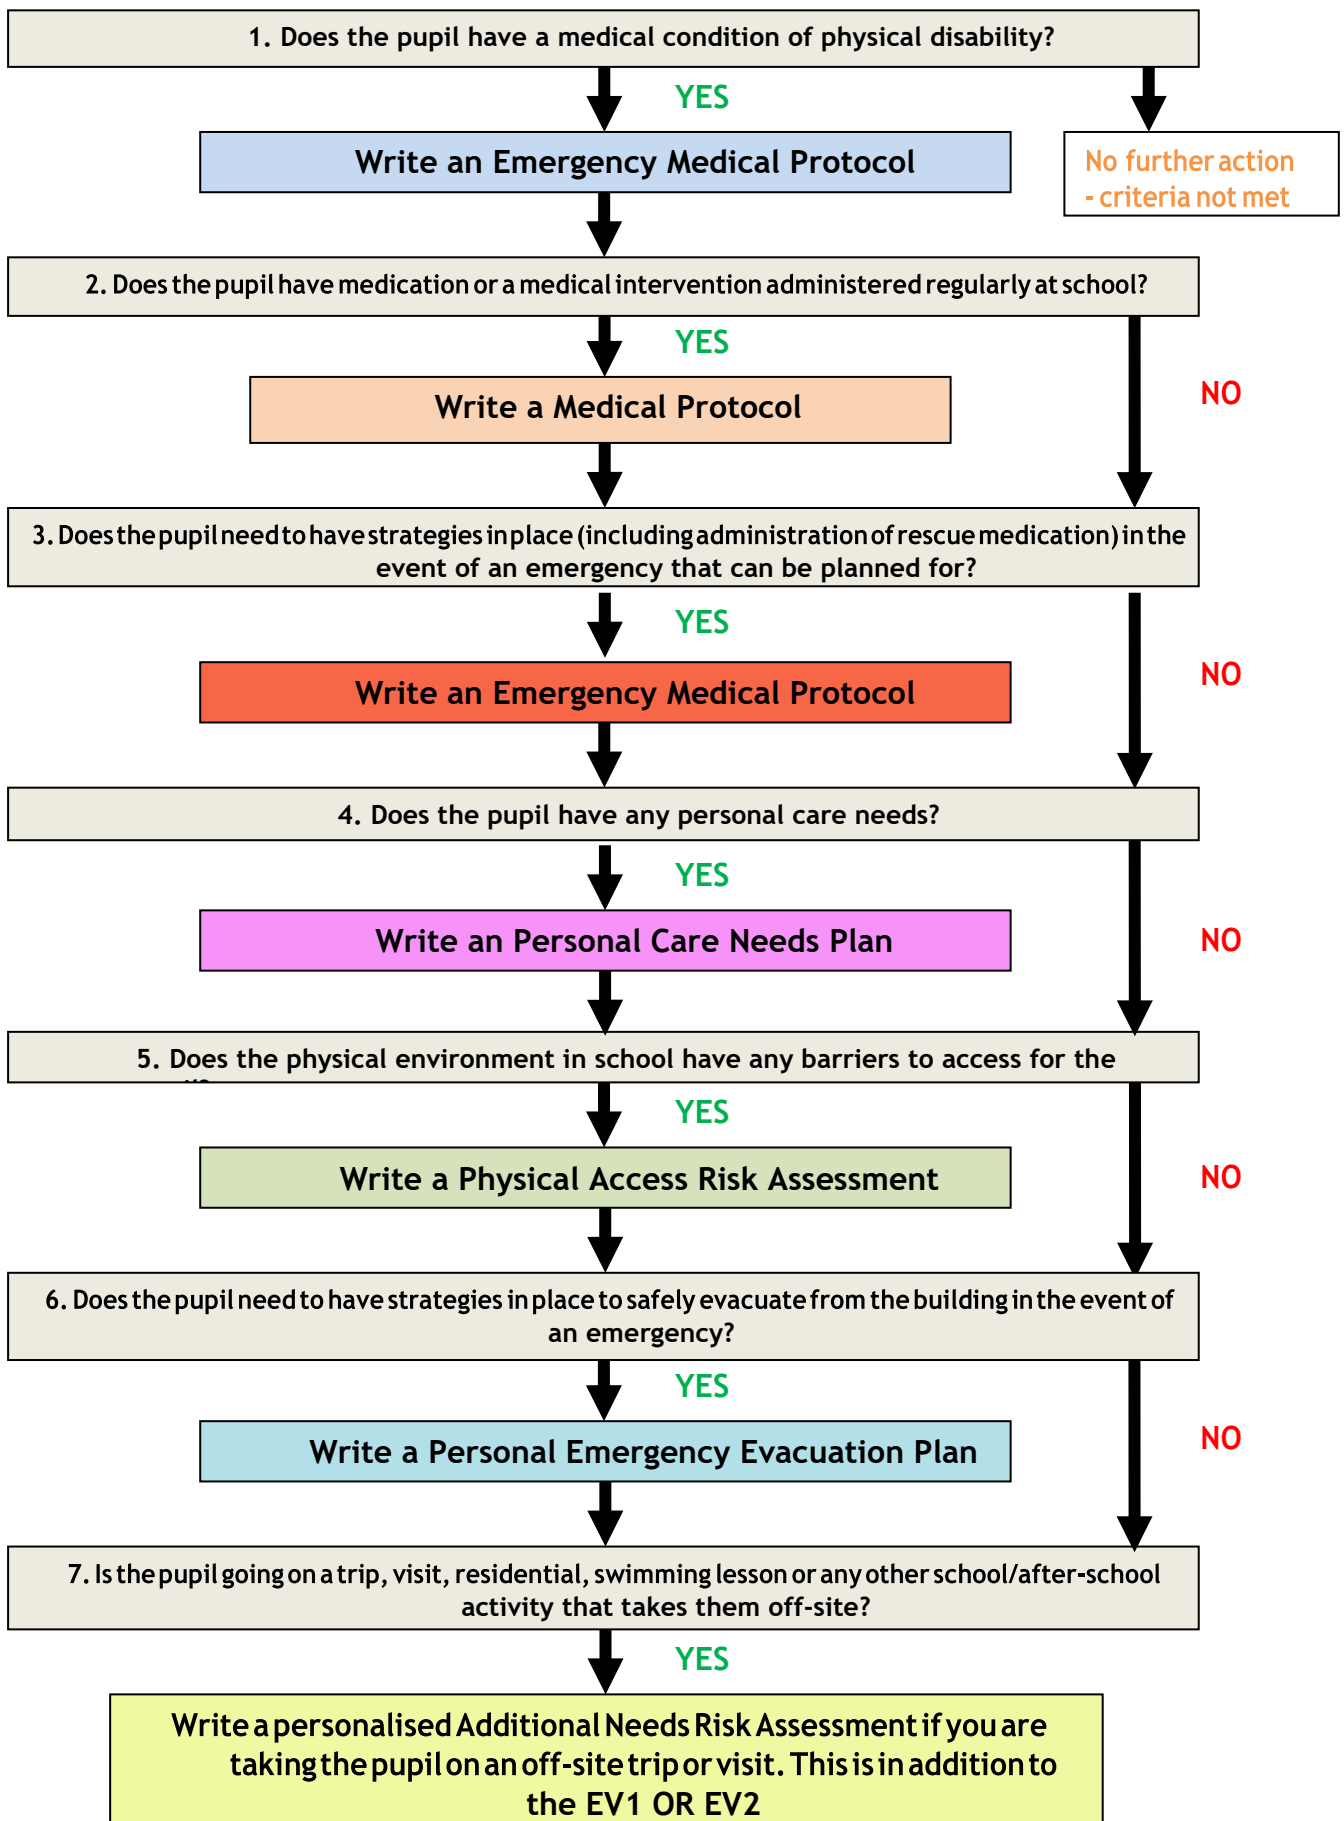 1. Does the pupil have a medical condition of physical disability?
YES
Write an Emergency Medical Protocol
No further action
- criteria not met
2. Does the pupil have medication or a medical intervention administered regularly at school?
YES
Write a Medical Protocol
NO
3. Does the pupil need to have strategies in place (including administration of rescue medication) in the
event of an emergency that can be planned for?
YES
Write an Emergency Medical Protocol
NO
4. Does the pupil have any personal care needs?
YES
Write an Personal Care Needs Plan
NO
5. Does the physical environment in school have any barriers to access for the
YES
Write a Physical Access Risk Assessment
NO
6. Does the pupil need to have strategies in place to safely evacuate from the building in the event of
an emergency?
YES
Write a Personal Emergency Evacuation Plan
NO
7. Is the pupil going on a trip, visit, residential, swimming lesson or any other school/after-school
activity that takes them off-site?
YES
Write a personalised Additional Needs Risk Assessment if you are
taking the pupil on an off-site trip or visit. This is in addition to
the EV1 OR EV2